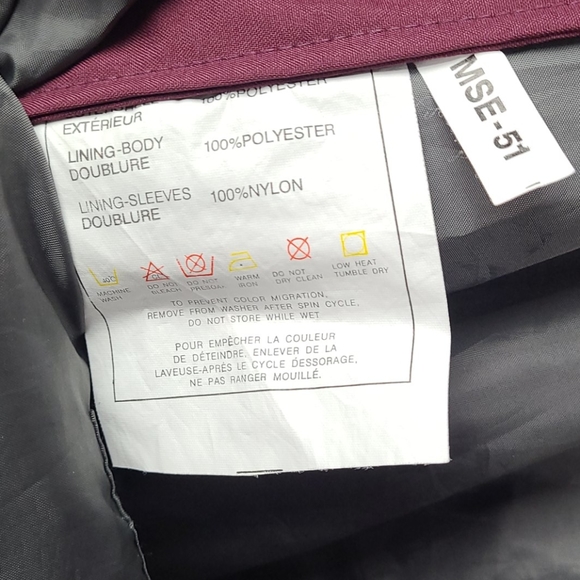 100%POLYESTER
EXTÉRIEUR
LINING-BODY 100%POLYESTER
DOUBLURE
LINING-SLEEVES 100%NYLON
DOUBLURE
MACHINE WASH
DO NOT BLEACH
DO NOT PRESOAK
WARM IRON
DO NOT DRY CLEAN
LOW HEAT TUMBLE DRY
TO PREVENT COLOR MIGRATION,
REMOVE FROM WASHER AFTER SPIN CYCLE,
DO NOT STORE WHILE WET
POUR EMPÊCHER LA COULEUR
DE DÉTEINDRE, ENLEVER DE LA
LAVEUSE-APRÈS LE CYCLE D'ESSORAGE,
NE PAS RANGER MOUILLÉ.
MSE-51